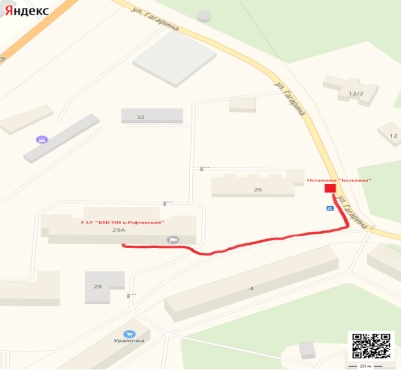 Яндекс
ул. Гагарина
ул. Гагарина
12/2
32
12
Остановка "Больница"
26
ул. Гагарина
ГАУ "КЦСОН п.Рефтинский"
29А
28
4
Уралочка
20 м